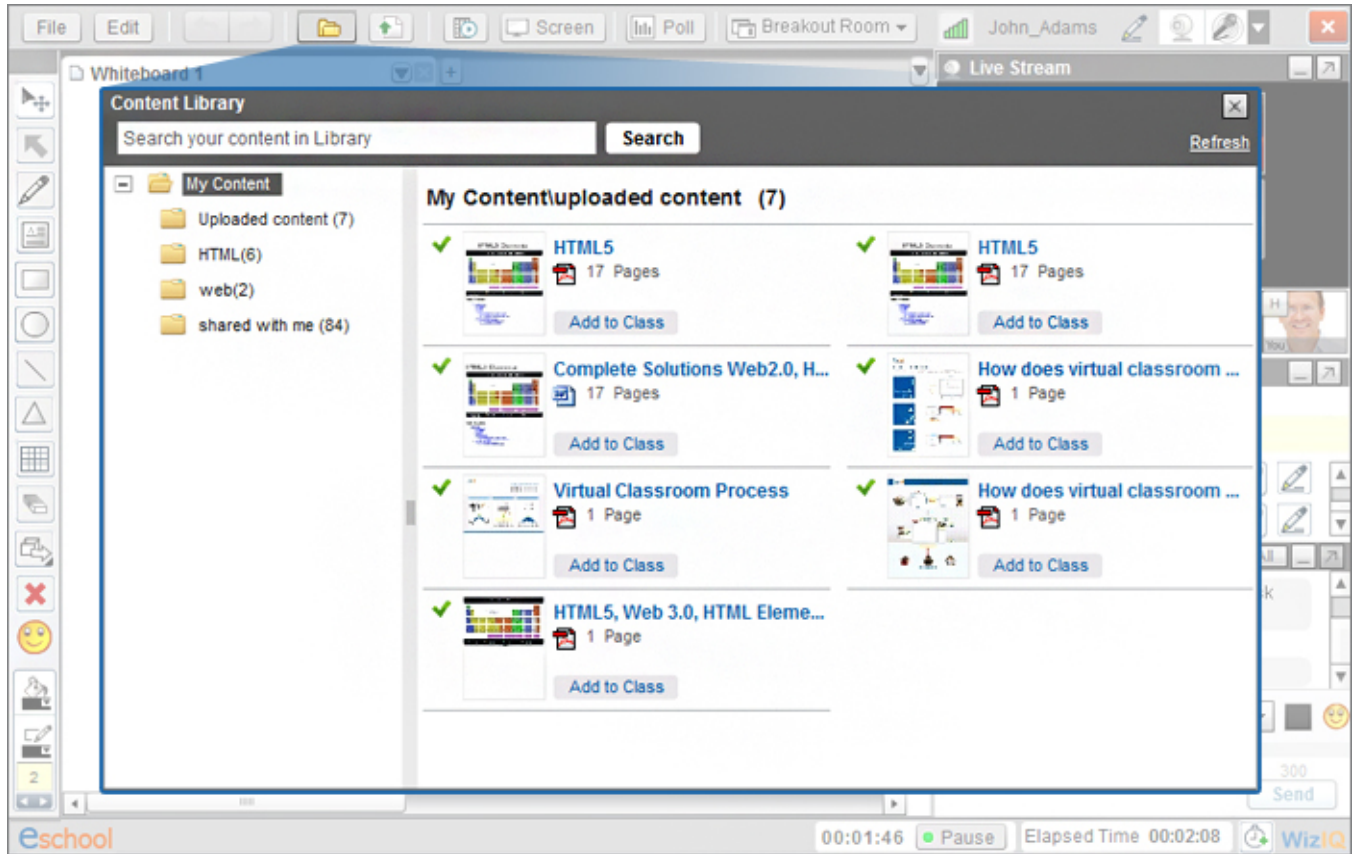 File Edit Screen Poll Breakout Room John_Adams
Whiteboard 1
Live Stream
Content Library
Search your content in Library Search
Refresh
My Content
Uploaded content (7)
HTML(6)
web(2)
shared with me (84)
My Content\uploaded content (7)
HTML5
17 Pages
Add to Class
HTML5
17 Pages
Add to Class
Complete Solutions Web2.0, H...
17 Pages
Add to Class
How does virtual classroom ...
1 Page
Add to Class
Virtual Classroom Process
1 Page
Add to Class
How does virtual classroom ...
1 Page
Add to Class
HTML5, Web 3.0, HTML Eleme...
1 Page
Add to Class
H
You
2
300
Send
eschool
00:01:46 Pause Elapsed Time 00:02:08 WizIQ